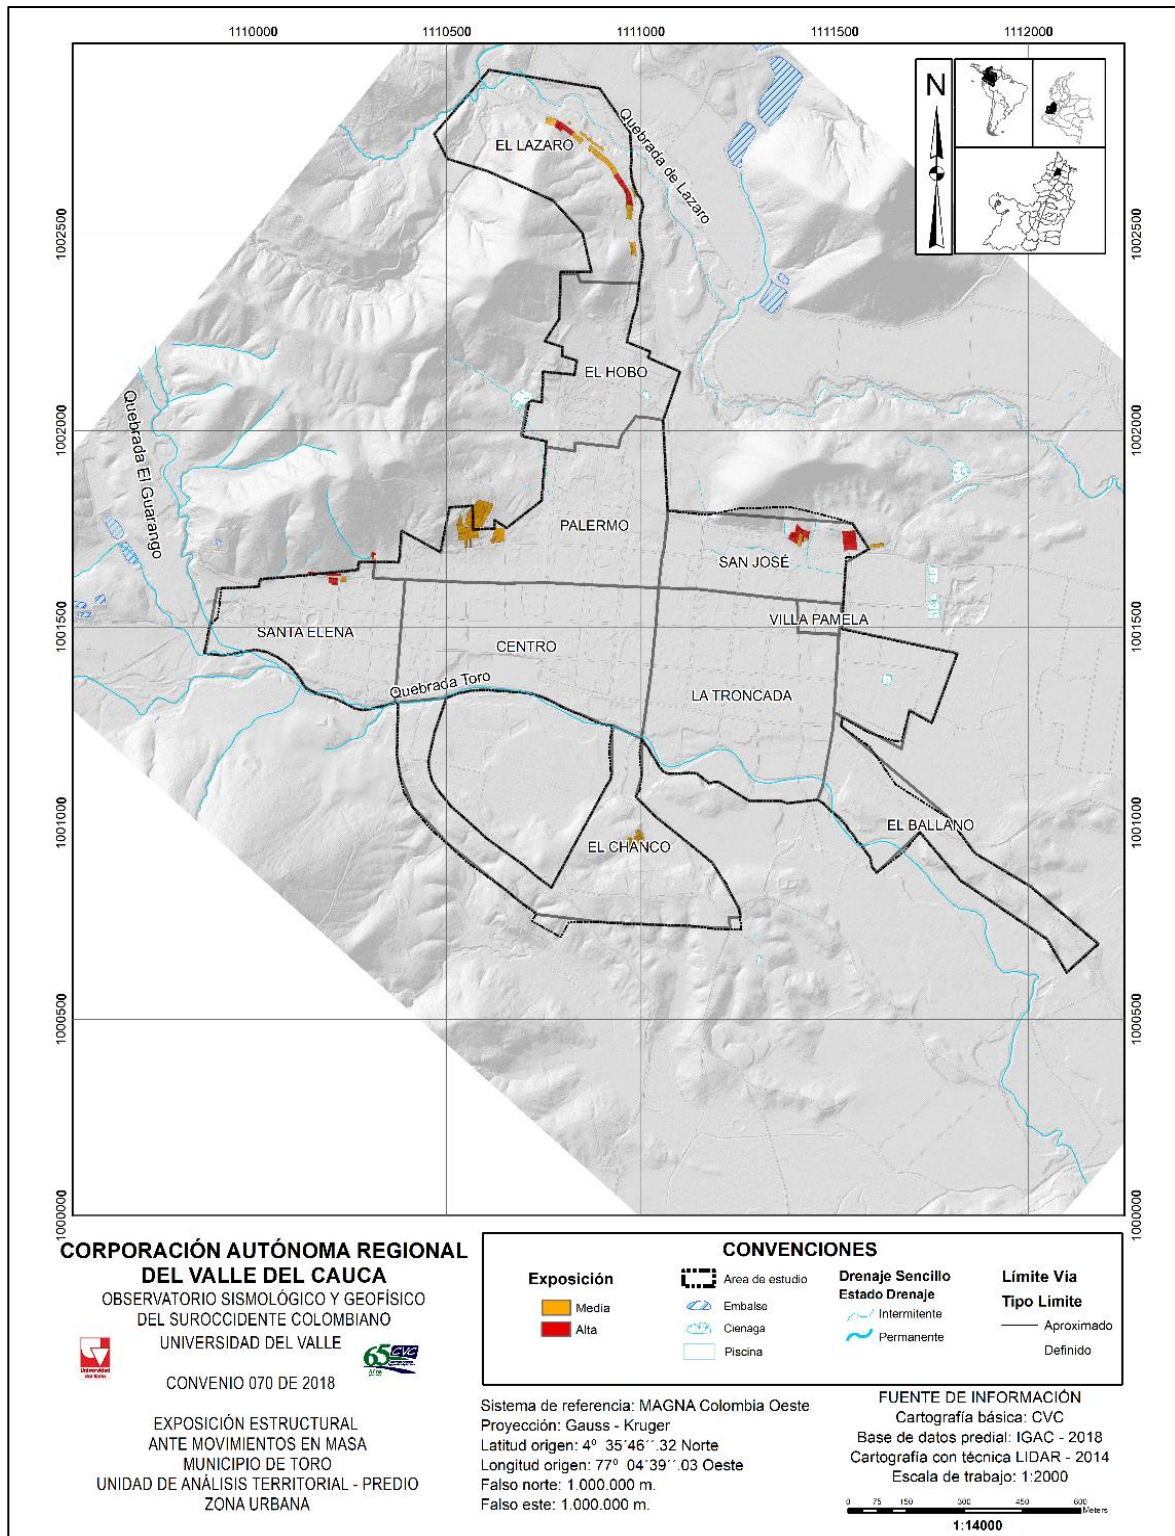 1110000
1110500
1111000
1111500
1112000
N
EL LAZARO
Quebrada de Lazaro
1002500
1002500
EL HOBO
Quebrada El Guarango
1002000
1002000
PALERMO
SAN JOSÉ
VILLA PAMELA
1001500
1001500
SANTA ELENA
CENTRO
Quebrada Toro
LA TRONCADA
1001000
1001000
EL BALLANO
EL CHANCO
1000500
1000500
1000000
1000000
CORPORACIÓN AUTÓNOMA REGIONAL
DEL VALLE DEL CAUCA
OBSERVATORIO SISMOLÓGICO Y GEOFÍSICO
DEL SUROCCIDENTE COLOMBIANO
UNIVERSIDAD DEL VALLE
Universidad
del Valle
65 CVC
CONVENIO 070 DE 2018
EXPOSICIÓN ESTRUCTURAL
ANTE MOVIMIENTOS EN MASA
MUNICIPIO DE TORO
UNIDAD DE ANÁLISIS TERRITORIAL - PREDIO
ZONA URBANA
CONVENCIONES
Exposición
Media
Alta
Area de estudio
Embalse
Cienaga
Piscina
Drenaje Sencillo
Estado Drenaje
Intermitente
Permanente
Límite Via
Tipo Limite
Aproximado
Definido
Sistema de referencia: MAGNA Colombia Oeste
Proyección: Gauss - Kruger
Latitud origen: 4º 35´46´´.32 Norte
Longitud origen: 77º 04´39´´.03 Oeste
Falso norte: 1.000.000 m.
Falso este: 1.000.000 m.
FUENTE DE INFORMACIÓN
Cartografía básica: CVC
Base de datos predial: IGAC - 2018
Cartografía con técnica LIDAR - 2014
Escala de trabajo: 1:2000
0 75 150 300 450 600
Meters
1:14000